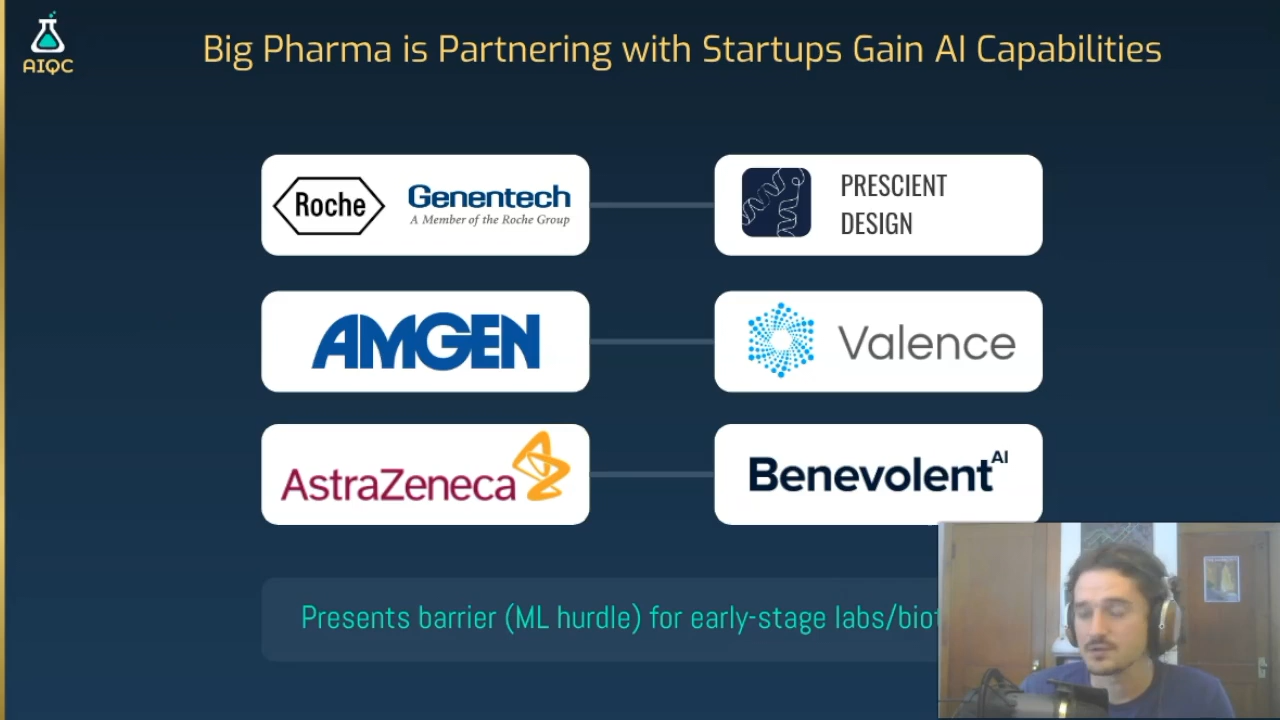 AIQC
Big Pharma is Partnering with Startups Gain AI Capabilities
Roche
Genentech
A Member of the Roche Group
PRESCIENT
DESIGN
AMGEN
Valence
AstraZeneca
Benevolent AI
Presents barrier (ML hurdle) for early-stage labs/biot